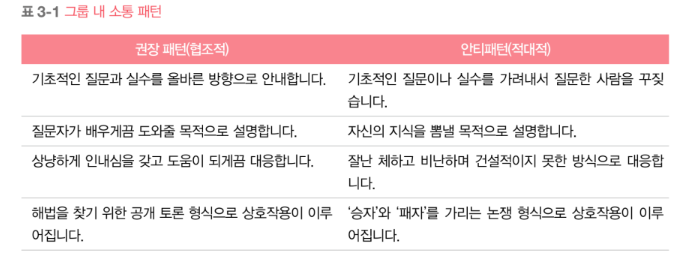 표 3-1 그룹 내 소통 패턴
권장 패턴(협조적) 안티패턴(적대적)
기초적인 질문과 실수를 올바른 방향으로 안내합니다. 기초적인 질문이나 실수를 가려내서 질문한 사람을 꾸짖
습니다.
질문자가 배우게끔 도와줄 목적으로 설명합니다. 자신의 지식을 뽐낼 목적으로 설명합니다.
상냥하게 인내심을 갖고 도움이 되게끔 대응합니다. 잘난 체하고 비난하며 건설적이지 못한 방식으로 대응합
니다.
해법을 찾기 위한 공개 토론 형식으로 상호작용이 이루 ‘승자’와 ‘패자’를 가리는 논쟁 형식으로 상호작용이 이루
어집니다. 어집니다.